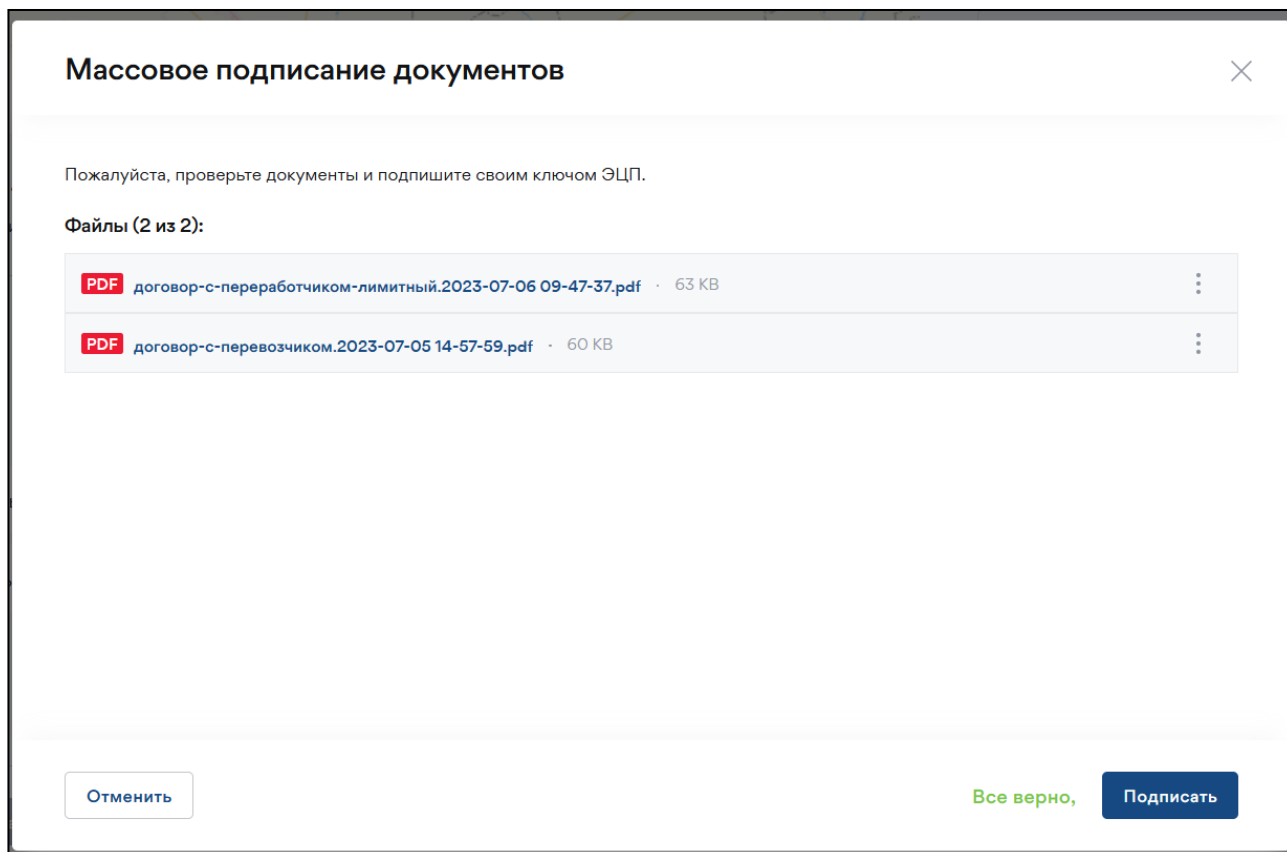 Массовое подписание документов
Пожалуйста, проверьте документы и подпишите своим ключом ЭЦП.
Файлы (2 из 2):
PDF договор-с-переработчиком-лимитный.2023-07-06 09-47-37.pdf · 63 KB
PDF договор-с-перевозчиком.2023-07-05 14-57-59.pdf · 60 KB
Отменить Все верно, Подписать